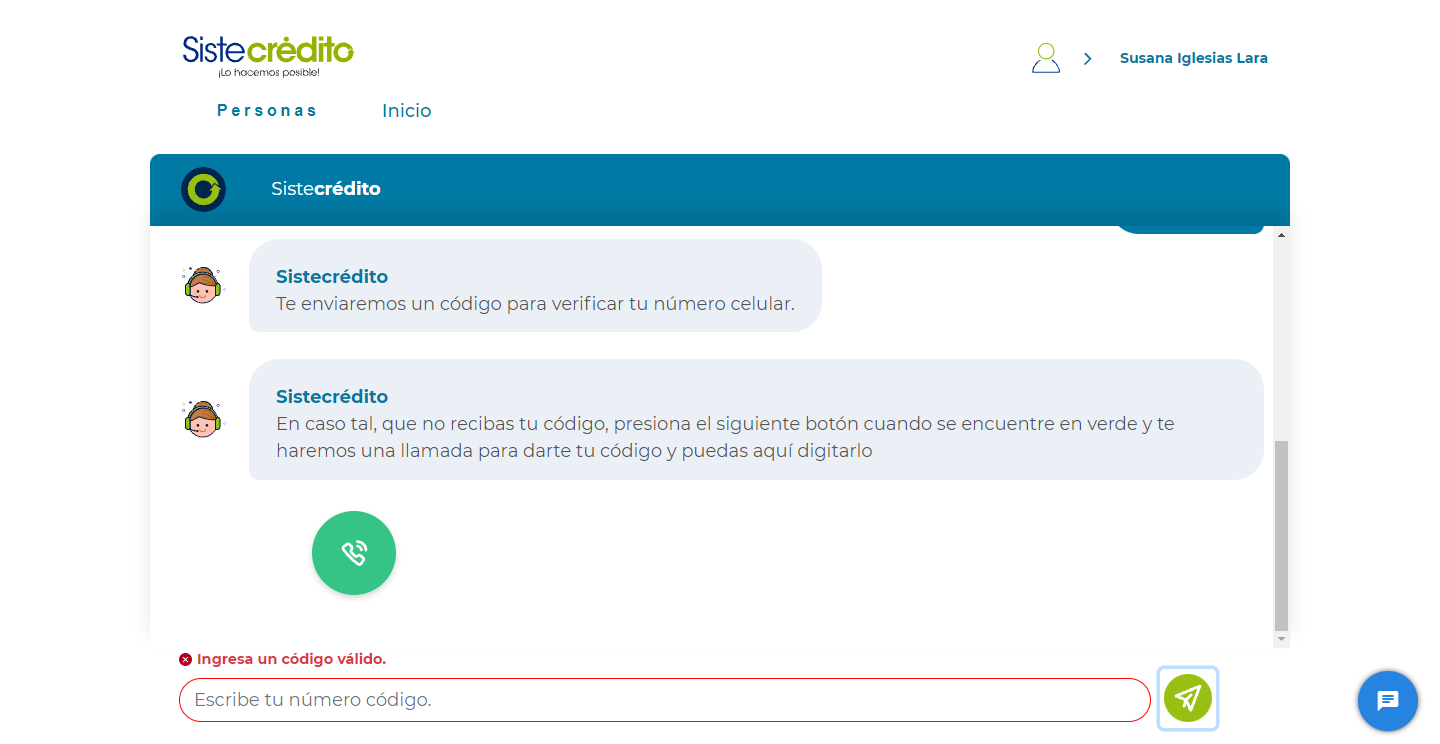 Sistecrédito
¡Lo hacemos posible!
Susana Iglesias Lara
Personas
Inicio
Sistecrédito
Sistecrédito
Te enviaremos un código para verificar tu número celular.
Sistecrédito
En caso tal, que no recibas tu código, presiona el siguiente botón cuando se encuentre en verde y te
haremos una llamada para darte tu código y puedas aquí digitarlo
Ingresa un código válido.
Escribe tu número código.